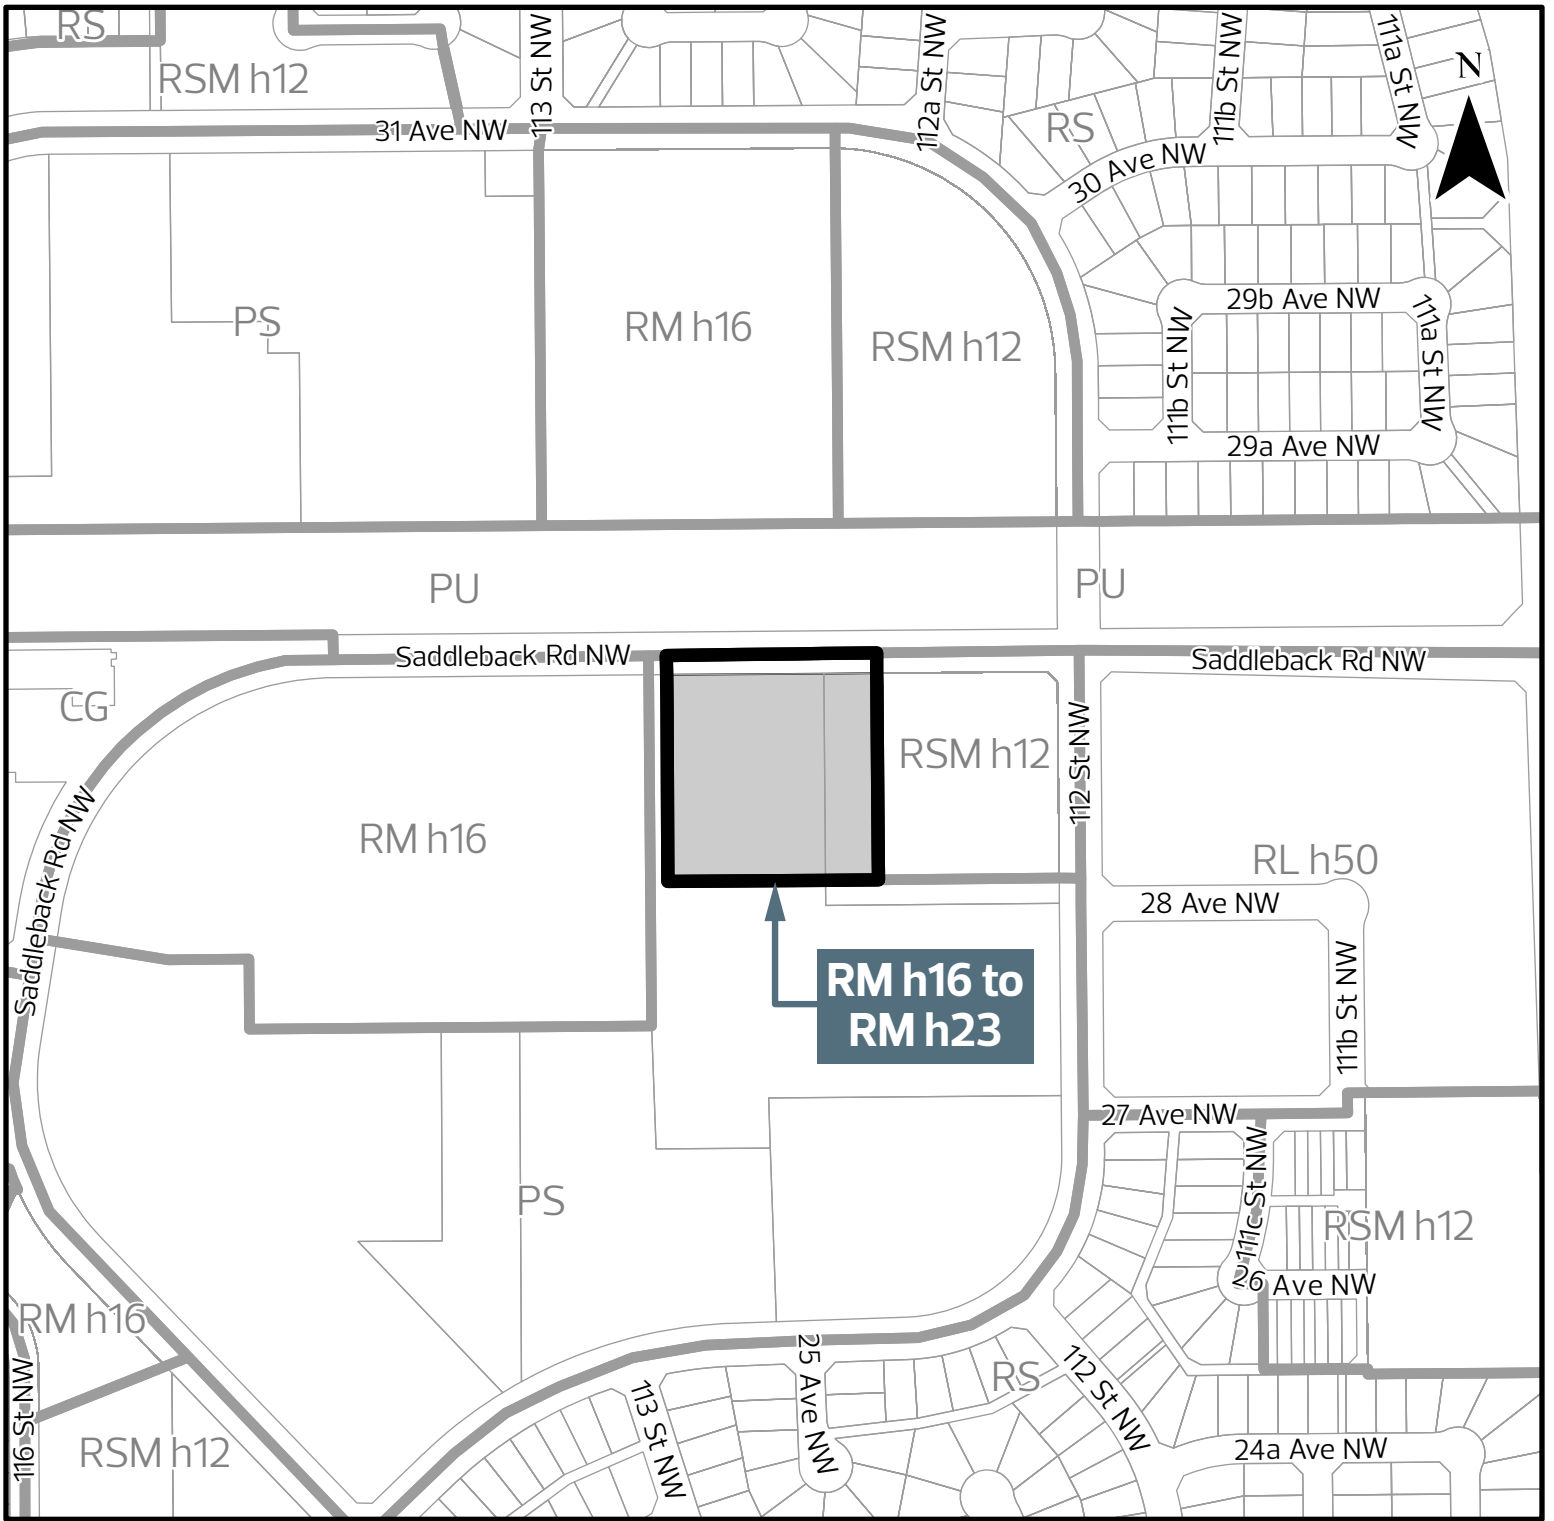 RS
RSM h12
113 St NW
112a St NW
111b St NW
111a St NW
N
31 Ave NW
RS
30 Ave NW
PS
RM h16
RSM h12
29b Ave NW
111b St NW
111a St NW
29a Ave NW
PU
PU
Saddleback Rd NW
Saddleback Rd NW
CG
RSM h12
112 St NW
RM h16
Saddleback Rd NW
RL h50
28 Ave NW
RM h16 to
RM h23
111b St NW
27 Ave NW
PS
111c St NW
RSM h12
26 Ave NW
RM h16
25 Ave NW
RS
112 St NW
116 St NW
RSM h12
113 St NW
24a Ave NW